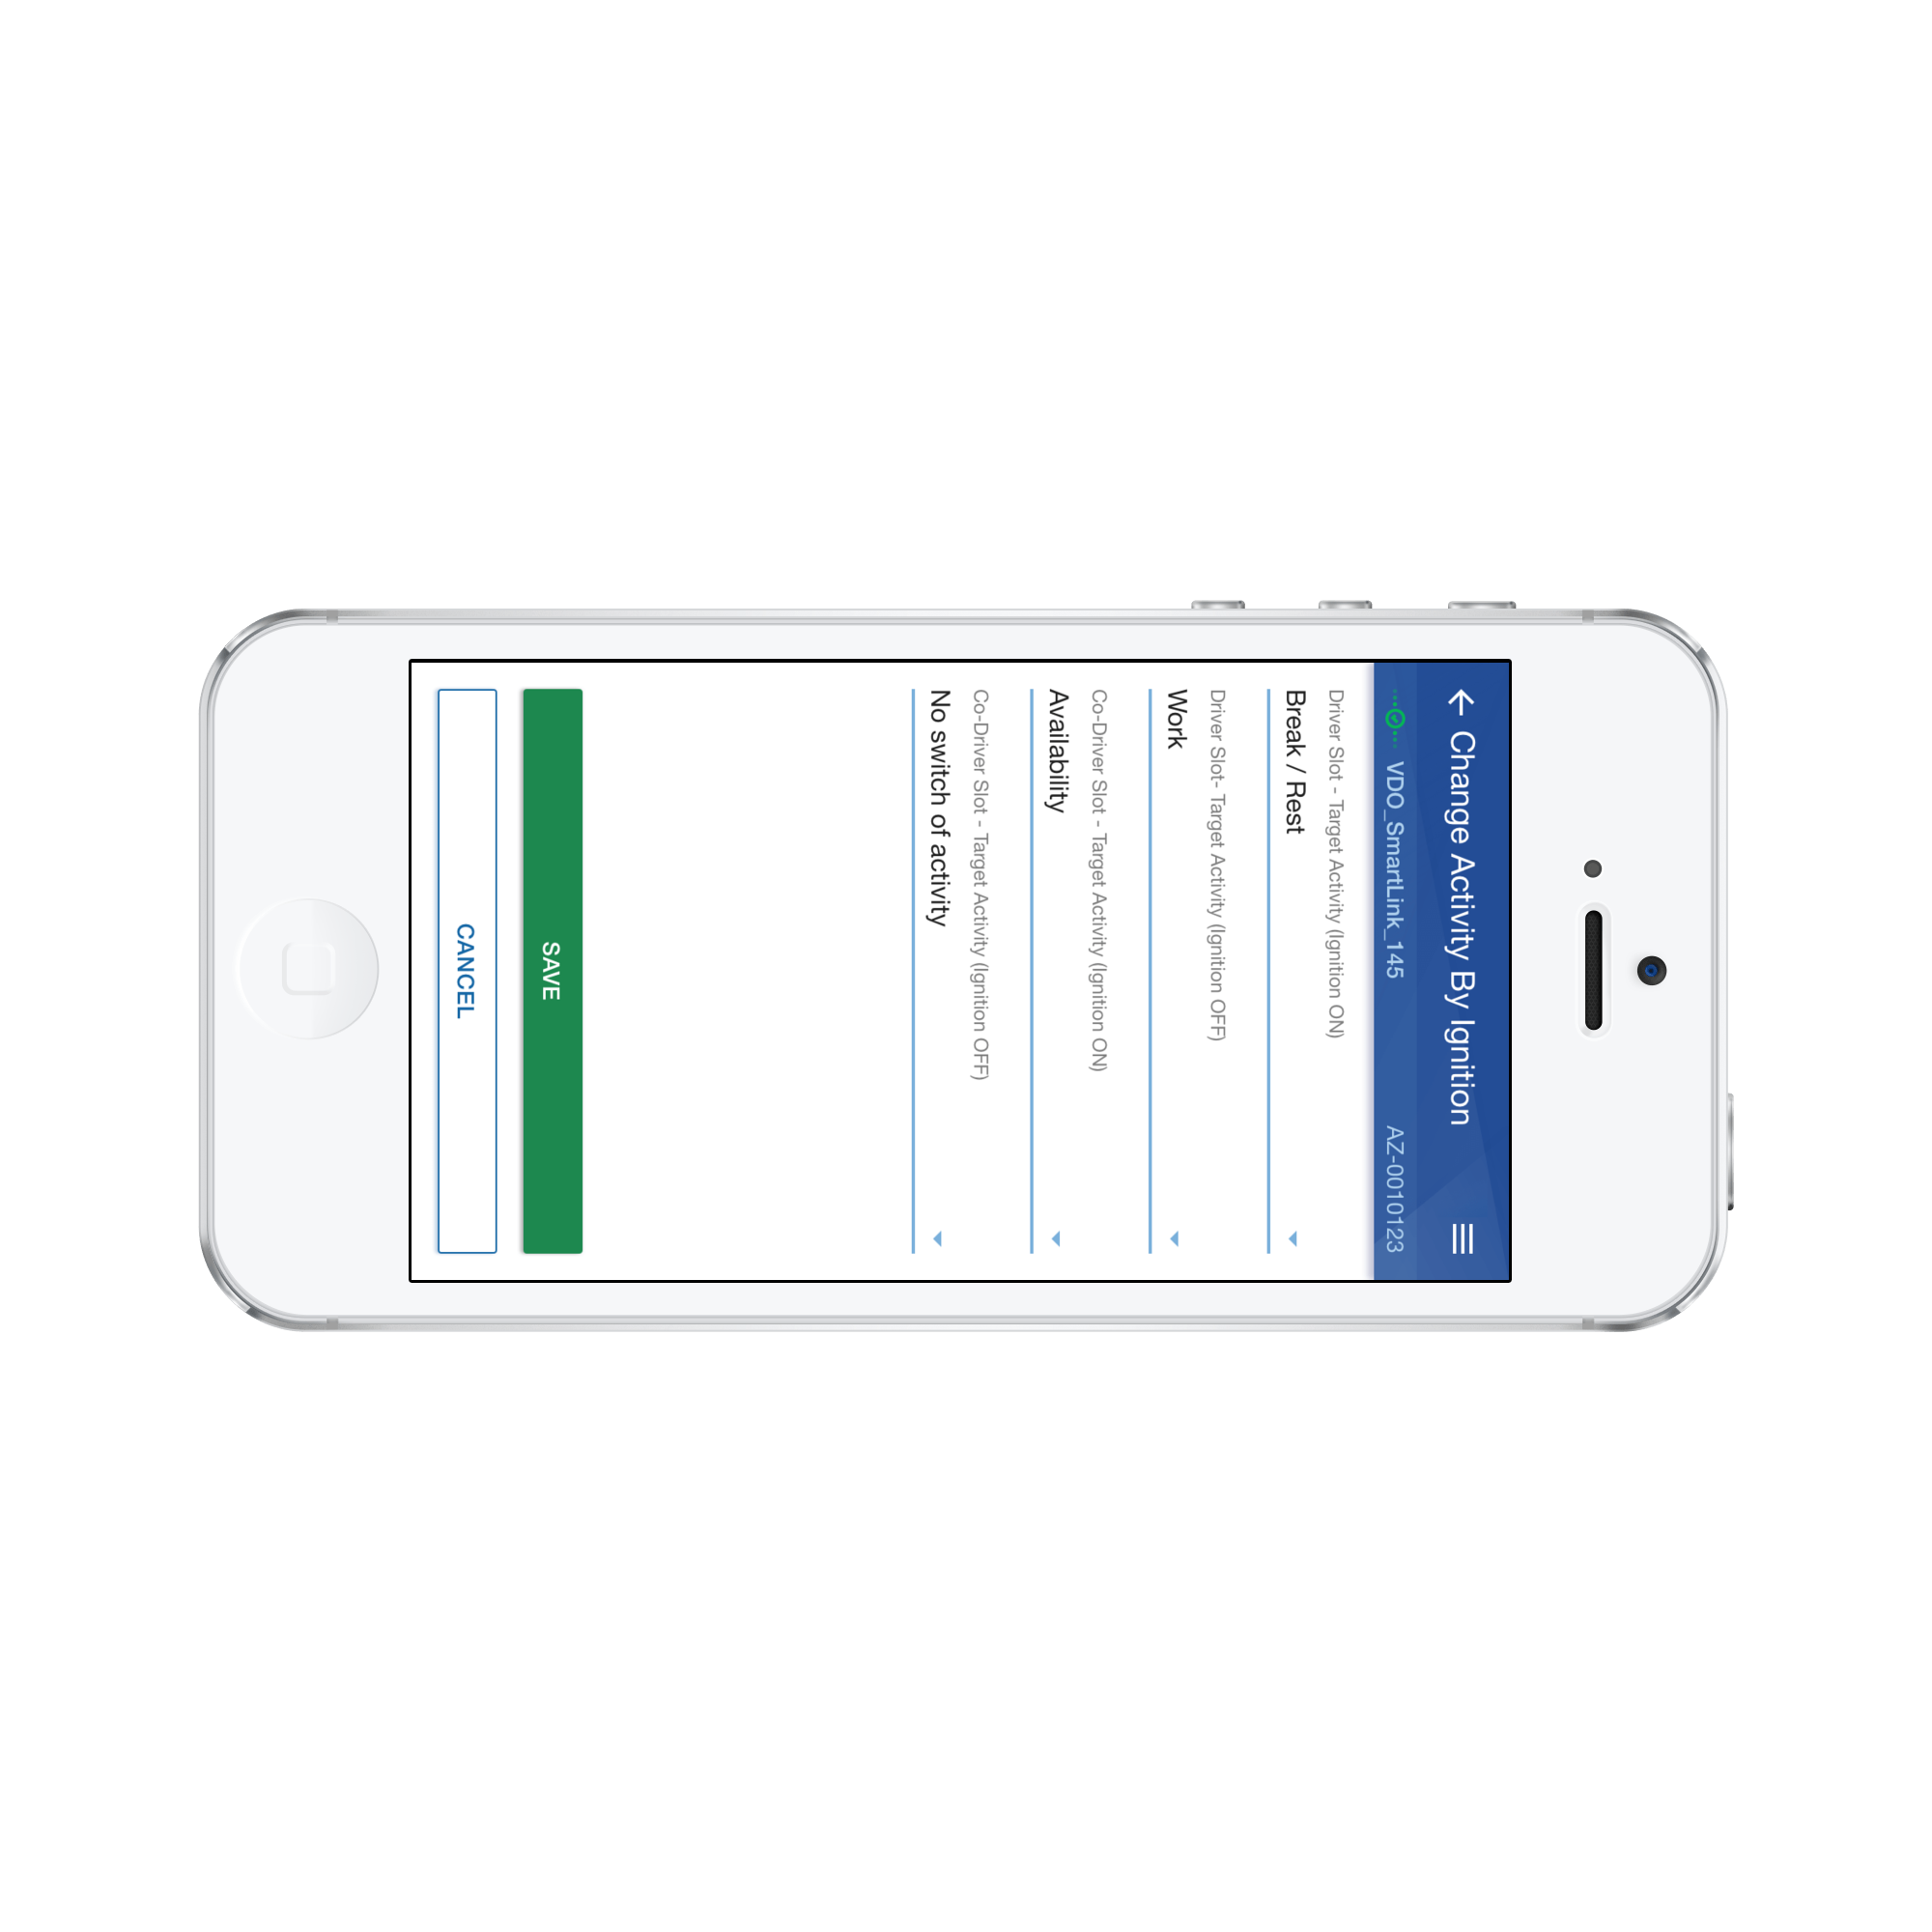 Change Activity By Ignition
VDO_SmartLink_145 AZ-0010123
Driver Slot - Target Activity (Ignition ON)
Break / Rest
Driver Slot- Target Activity (Ignition OFF)
Work
Co-Driver Slot - Target Activity (Ignition ON)
Availability
Co-Driver Slot - Target Activity (Ignition OFF)
No switch of activity
SAVE
CANCEL